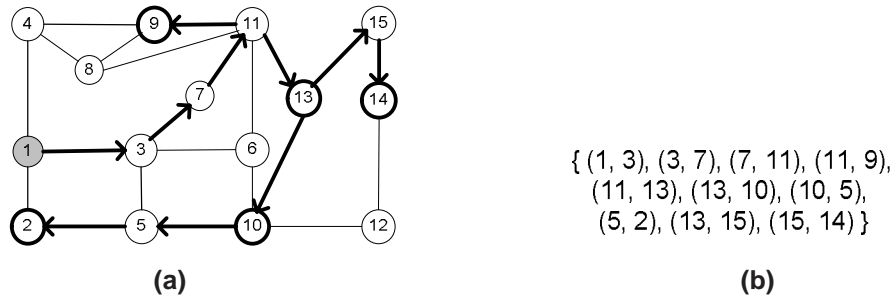 4 9 11 15
8
7 13 14
1 3 6
2 5 10 12
{ (1, 3), (3, 7), (7, 11), (11, 9),
(11, 13), (13, 10), (10, 5),
(5, 2), (13, 15), (15, 14) }
(a) (b)